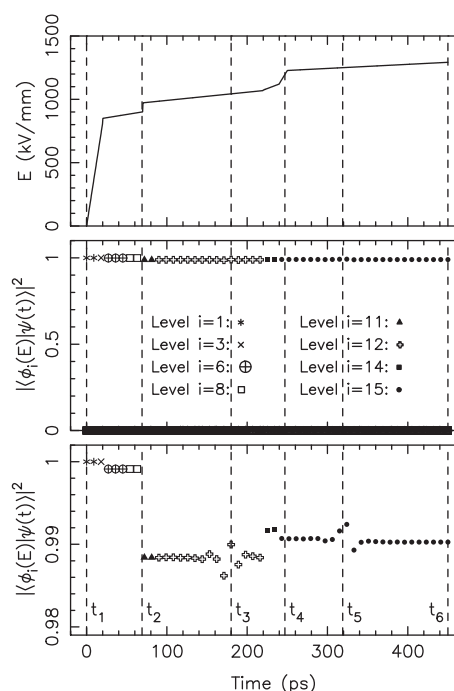 1500
1000
500
0
E (kV/mm)
1
0.5
0
|⟨ϕᵢ(E)|ψ(t)⟩|²
Level i=1: ∗
Level i=3: ×
Level i=6: ⊕
Level i=8: □
Level i=11: ▲
Level i=12: ✚
Level i=14: ■
Level i=15: ●
1
0.99
0.98
|⟨ϕᵢ(E)|ψ(t)⟩|²
t₁ t₂ t₃ t₄ t₅ t₆
0 100 200 300 400
Time (ps)